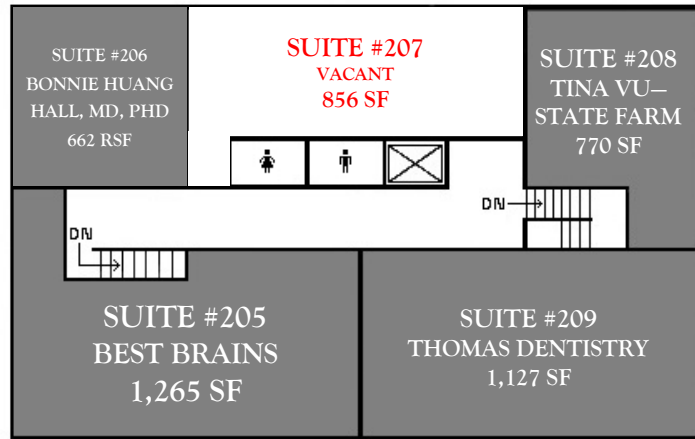 SUITE #206
BONNIE HUANG
HALL, MD, PHD
662 RSF
SUITE #207
VACANT
856 SF
SUITE #208
TINA VU—
STATE FARM
770 SF
DN
DN
SUITE #205
BEST BRAINS
1,265 SF
SUITE #209
THOMAS DENTISTRY
1,127 SF